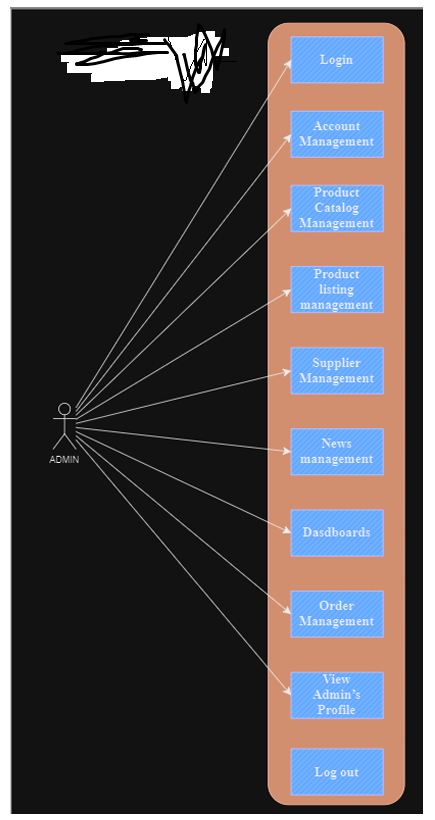 Login
Account
Management
Product
Catalog
Management
Product
listing
management
Supplier
Management
ADMIN
News
management
Dasdboards
Order
Management
View
Admin's
Profile
Log out